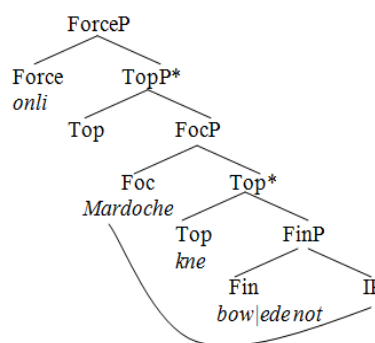 ForceP
Force TopP*
onli
Top FocP
Foc Top*
Mardoche
Top FinP
kne
Fin
bow|ede not